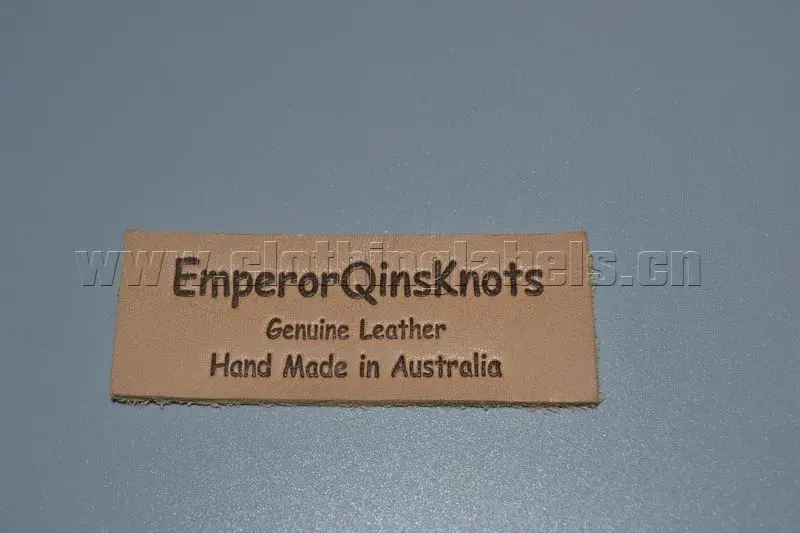 www.clothinglabels.cn
EmperorQinsKnots
Genuine Leather
Hand Made in Australia